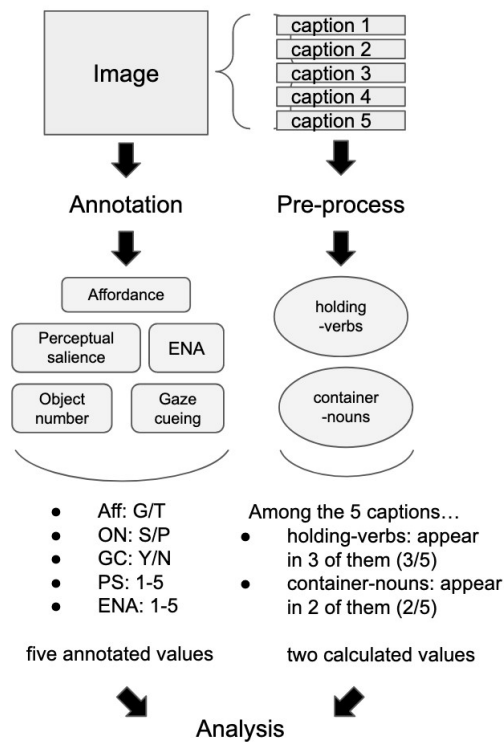 Image
caption 1
caption 2
caption 3
caption 4
caption 5
Annotation
Pre-process
Affordance
Perceptual
salience
ENA
Object
number
Gaze
cueing
holding
-verbs
container
-nouns
● Aff: G/T
● ON: S/P
● GC: Y/N
● PS: 1-5
● ENA: 1-5
Among the 5 captions…
● holding-verbs: appear
in 3 of them (3/5)
● container-nouns: appear
in 2 of them (2/5)
five annotated values
two calculated values
Analysis